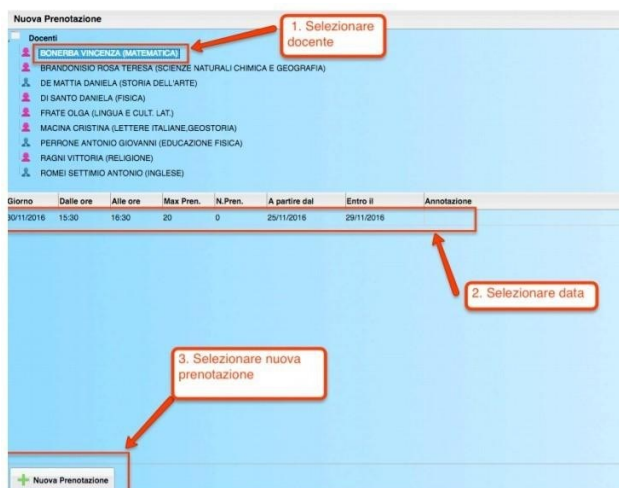 Nuova Prenotazione
1. Selezionare
docente
Docenti
BONERBA VINCENZA (MATEMATICA)
BRANDONISIO ROSA TERESA (SCIENZE NATURALI CHIMICA E GEOGRAFIA)
DE MATTIA DANIELA (STORIA DELL'ARTE)
DI SANTO DANIELA (FISICA)
FRATE OLGA (LINGUA E CULT. LAT.)
MACINA CRISTINA (LETTERE ITALIANE,GEOSTORIA)
PERRONE ANTONIO GIOVANNI (EDUCAZIONE FISICA)
RAGNI VITTORIA (RELIGIONE)
ROMEI SETTIMIO ANTONIO (INGLESE)
Giorno Dalle ore Alle ore Max Pren. N.Pren. A partire dal Entro il Annotazione
30/11/2016 15:30 16:30 20 0 25/11/2016 29/11/2016
2. Selezionare data
3. Selezionare nuova
prenotazione
Nuova Prenotazione